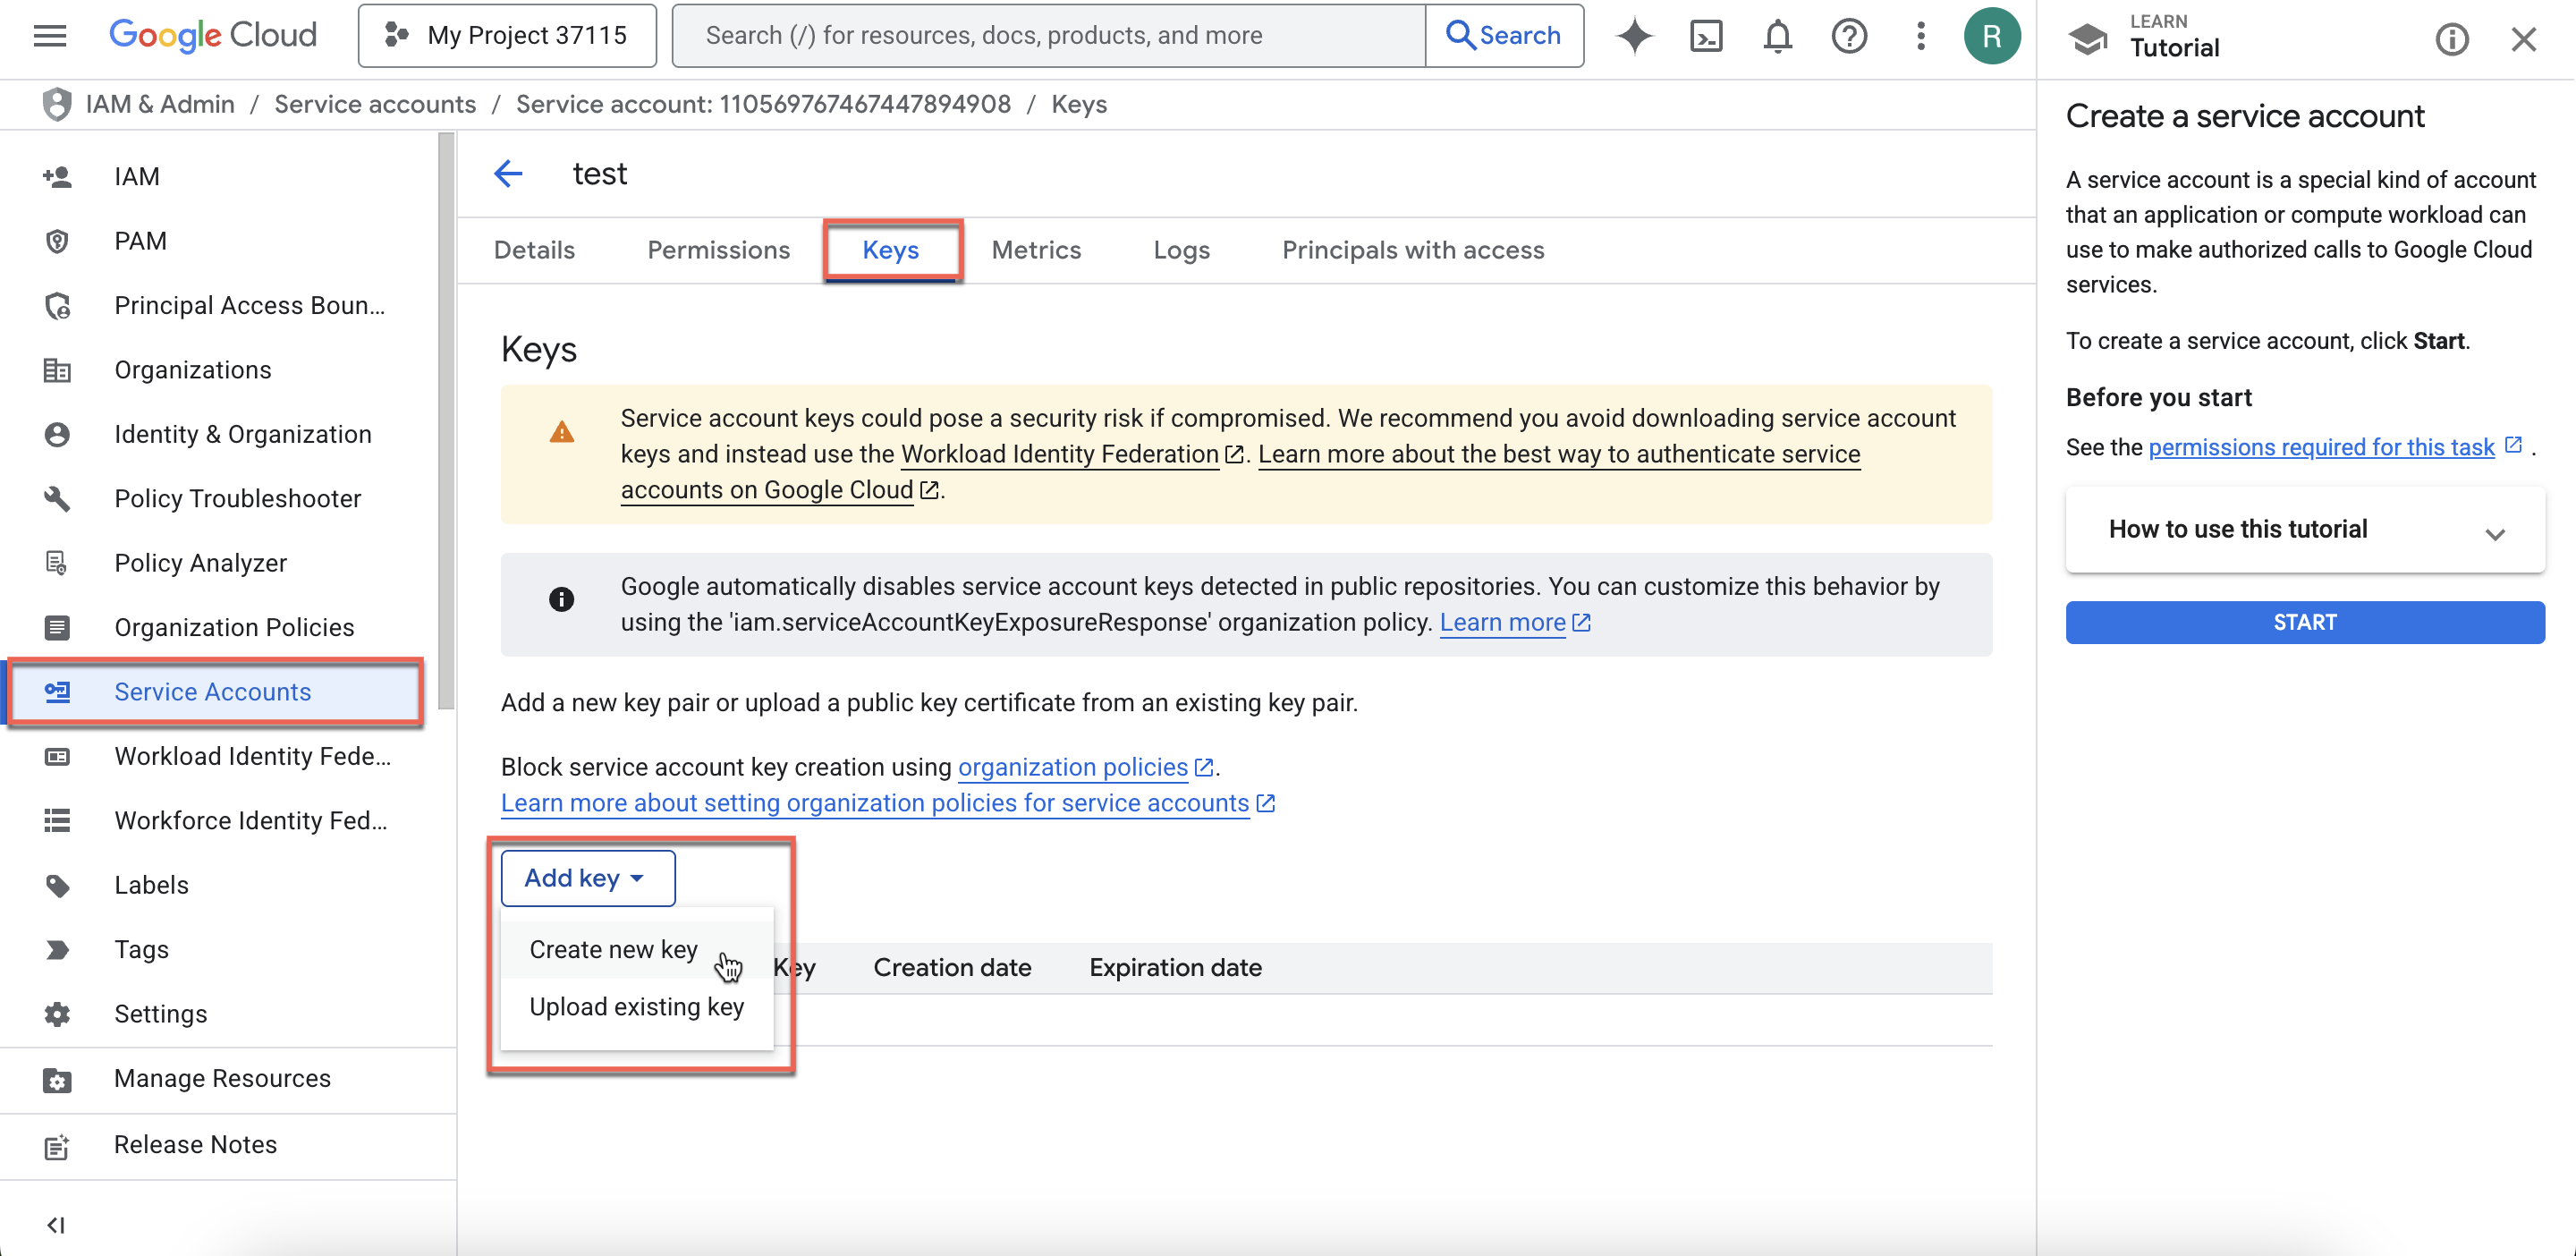 Google Cloud
My Project 37115
Search (/) for resources, docs, products, and more
Search
R
LEARN
Tutorial
IAM & Admin / Service accounts / Service account: 110569767467447894908 / Keys
IAM
PAM
Principal Access Boun...
Organizations
Identity & Organization
Policy Troubleshooter
Policy Analyzer
Organization Policies
Service Accounts
Workload Identity Fede...
Workforce Identity Fed...
Labels
Tags
Settings
Manage Resources
Release Notes
test
Details Permissions Keys Metrics Logs Principals with access
Keys
Service account keys could pose a security risk if compromised. We recommend you avoid downloading service account
keys and instead use the Workload Identity Federation. Learn more about the best way to authenticate service
accounts on Google Cloud.
Google automatically disables service account keys detected in public repositories. You can customize this behavior by
using the 'iam.serviceAccountKeyExposureResponse' organization policy. Learn more
Add a new key pair or upload a public key certificate from an existing key pair.
Block service account key creation using organization policies.
Learn more about setting organization policies for service accounts
Add key
Create new key
Upload existing key
Key Creation date Expiration date
Create a service account
A service account is a special kind of account
that an application or compute workload can
use to make authorized calls to Google Cloud
services.
To create a service account, click Start.
Before you start
See the permissions required for this task .
How to use this tutorial
START